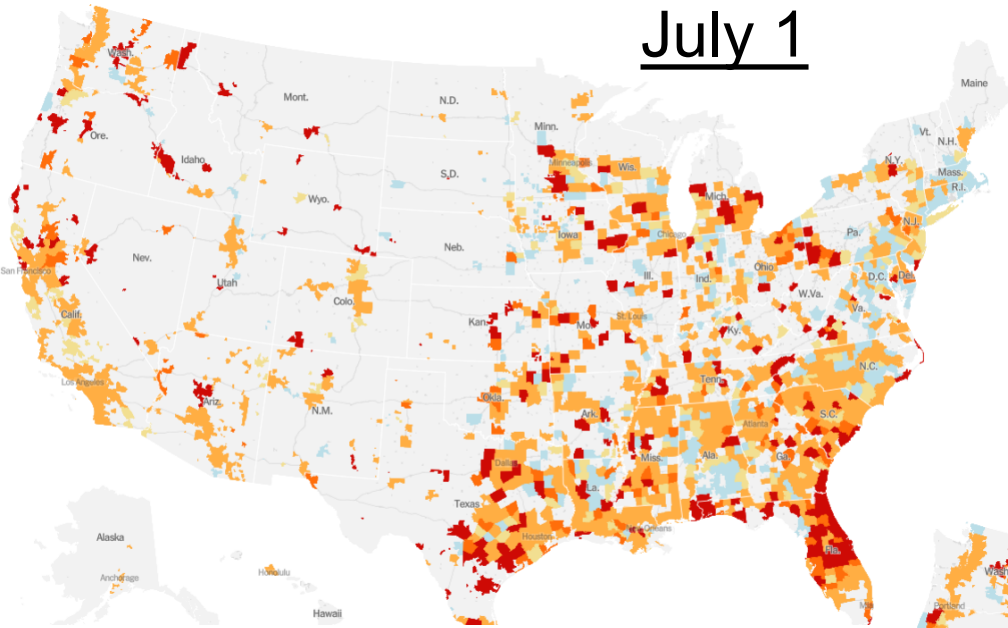 July 1
Wash.
Mont.
N.D.
Maine
Minn.
Vt.
N.H.
Ore.
Idaho
Minneapolis
Wis.
N.Y.
Mass.
S.D.
R.I.
Wyo.
Mich.
N.J.
Iowa
Chicago
Pa.
Neb.
Nev.
San Francisco
Ohio
Ill.
Ind.
D.C.
Del.
Utah
W.Va.
Colo.
Va.
Calif.
St. Louis
Kan.
Mo.
Ky.
N.C.
Los Angeles
Tenn.
Okla.
Ariz.
N.M.
Ark.
S.C.
Atlanta
Miss.
Ala.
Ga.
Dallas
La.
Texas
New Orleans
Houston
Alaska
Fla.
Anchorage
Honolulu
Wash
Hawaii
Portland